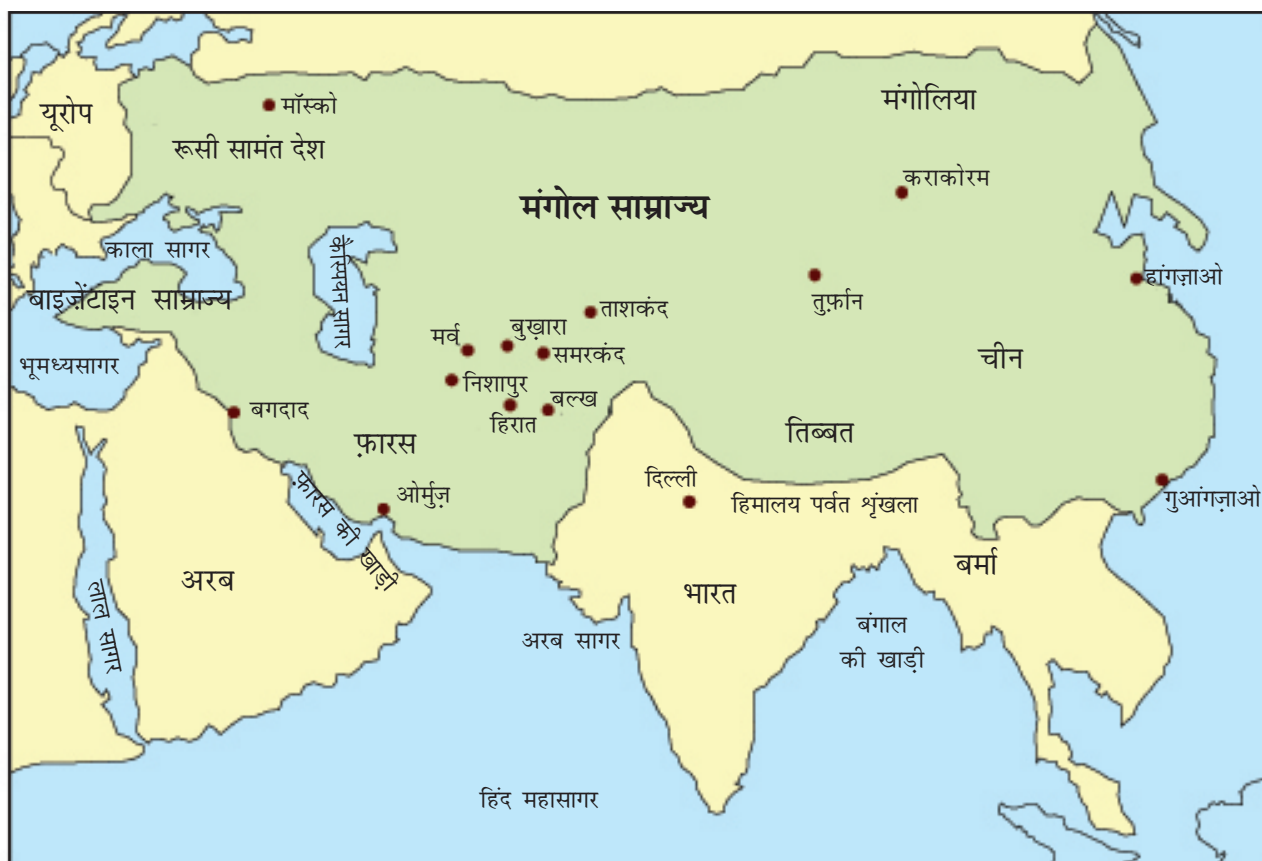 यूरोप
मॉस्को
रूसी सामंत देश
मंगोलिया
कराकोरम
मंगोल साम्राज्य
काला सागर
कैस्पियन सागर
बाइज़ेंटाइन साम्राज्य
हांगज़ाओ
तुर्फ़ान
ताशकंद
बुख़ारा
मर्व
समरकंद
भूमध्यसागर
निशापुर
बल्ख
हिरात
चीन
बगदाद
फ़ारस
तिब्बत
ओर्मुज़
दिल्ली
हिमालय पर्वत शृंखला
गुआंगज़ाओ
फ़ारस की खाड़ी
अरब
लाल सागर
भारत
बर्मा
अरब सागर
बंगाल
की खाड़ी
हिंद महासागर